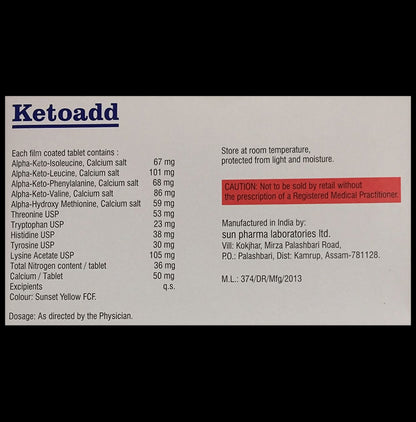 Ketoadd
Each film coated tablet contains :
Alpha-Keto-Isoleucine, Calcium salt 67 mg
Alpha-Keto-Leucine, Calcium salt 101 mg
Alpha-Keto-Phenylalanine, Calcium salt 68 mg
Alpha-Keto-Valine, Calcium salt 86 mg
Alpha-Hydroxy Methionine, Calcium salt 59 mg
Threonine USP 53 mg
Tryptophan USP 23 mg
Histidine USP 38 mg
Tyrosine USP 30 mg
Lysine Acetate USP 105 mg
Total Nitrogen content / tablet 36 mg
Calcium / Tablet 50 mg
Excipients q.s.
Colour: Sunset Yellow FCF.
Dosage: As directed by the Physician.
Store at room temperature,
protected from light and moisture.
CAUTION: Not to be sold by retail without
the prescription of a Registered Medical Practitioner.
Manufactured in India by:
sun pharma laboratories ltd.
Vill: Kokjhar, Mirza Palashbari Road,
P.O.: Palashbari, Dist: Kamrup, Assam-781128.
M.L.: 374/DR/Mfg/2013